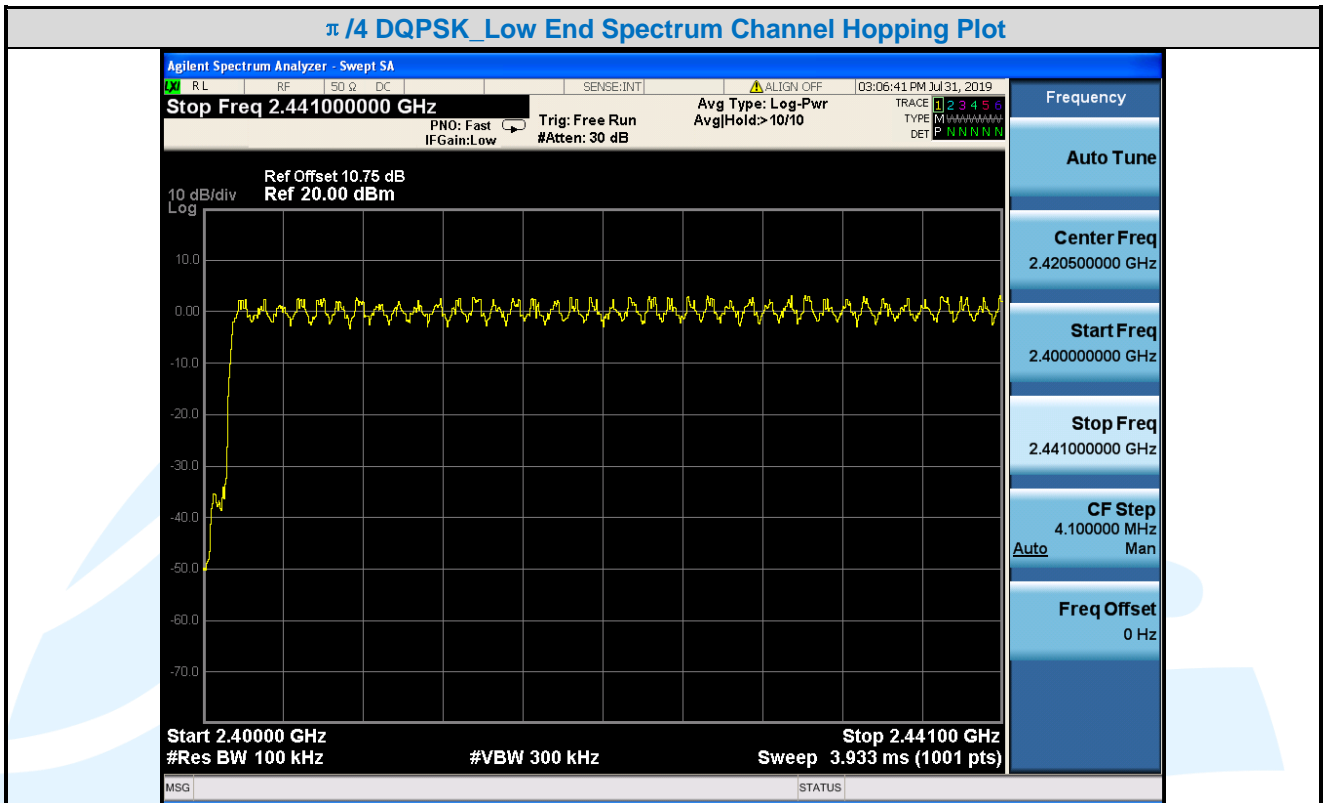 π/4 DQPSK_Low End Spectrum Channel Hopping Plot
Agilent Spectrum Analyzer - Swept SA
LXI RL RF 50 Ω DC SENSE:INT ALIGN OFF 03:06:41 PM Jul 31, 2019
Stop Freq 2.441000000 GHz
PNO: Fast
IFGain:Low
Trig: Free Run
#Atten: 30 dB
Avg Type: Log-Pwr
Avg|Hold:>10/10
TRACE 1 2 3 4 5 6
TYPE M
DET P N N N N N
Ref Offset 10.75 dB
10 dB/div Ref 20.00 dBm
Log
10.0
0.00
-10.0
-20.0
-30.0
-40.0
-50.0
-60.0
-70.0
Start 2.40000 GHz Stop 2.44100 GHz
#Res BW 100 kHz #VBW 300 kHz Sweep 3.933 ms (1001 pts)
MSG STATUS
Frequency
Auto Tune
Center Freq
2.420500000 GHz
Start Freq
2.400000000 GHz
Stop Freq
2.441000000 GHz
CF Step
4.100000 MHz
Auto Man
Freq Offset
0 Hz